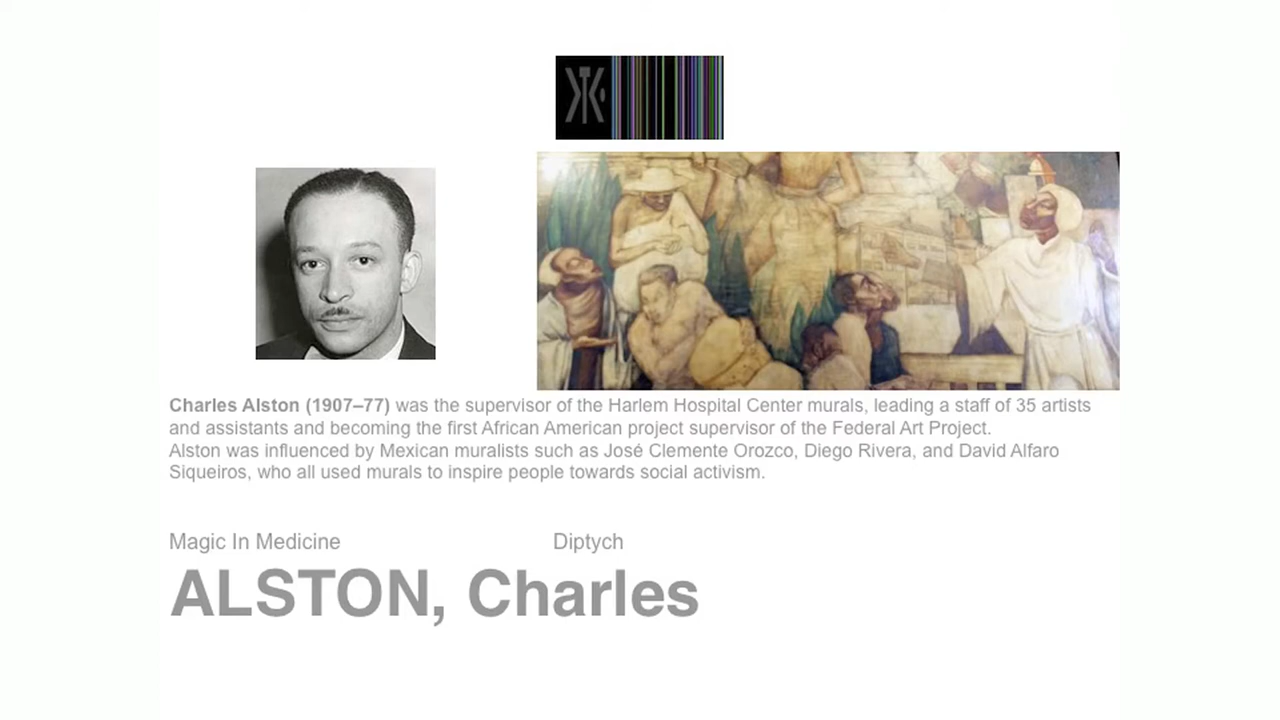 Charles Alston (1907–77) was the supervisor of the Harlem Hospital Center murals, leading a staff of 35 artists
and assistants and becoming the first African American project supervisor of the Federal Art Project.
Alston was influenced by Mexican muralists such as José Clemente Orozco, Diego Rivera, and David Alfaro
Siqueiros, who all used murals to inspire people towards social activism.
Magic In Medicine Diptych
ALSTON, Charles